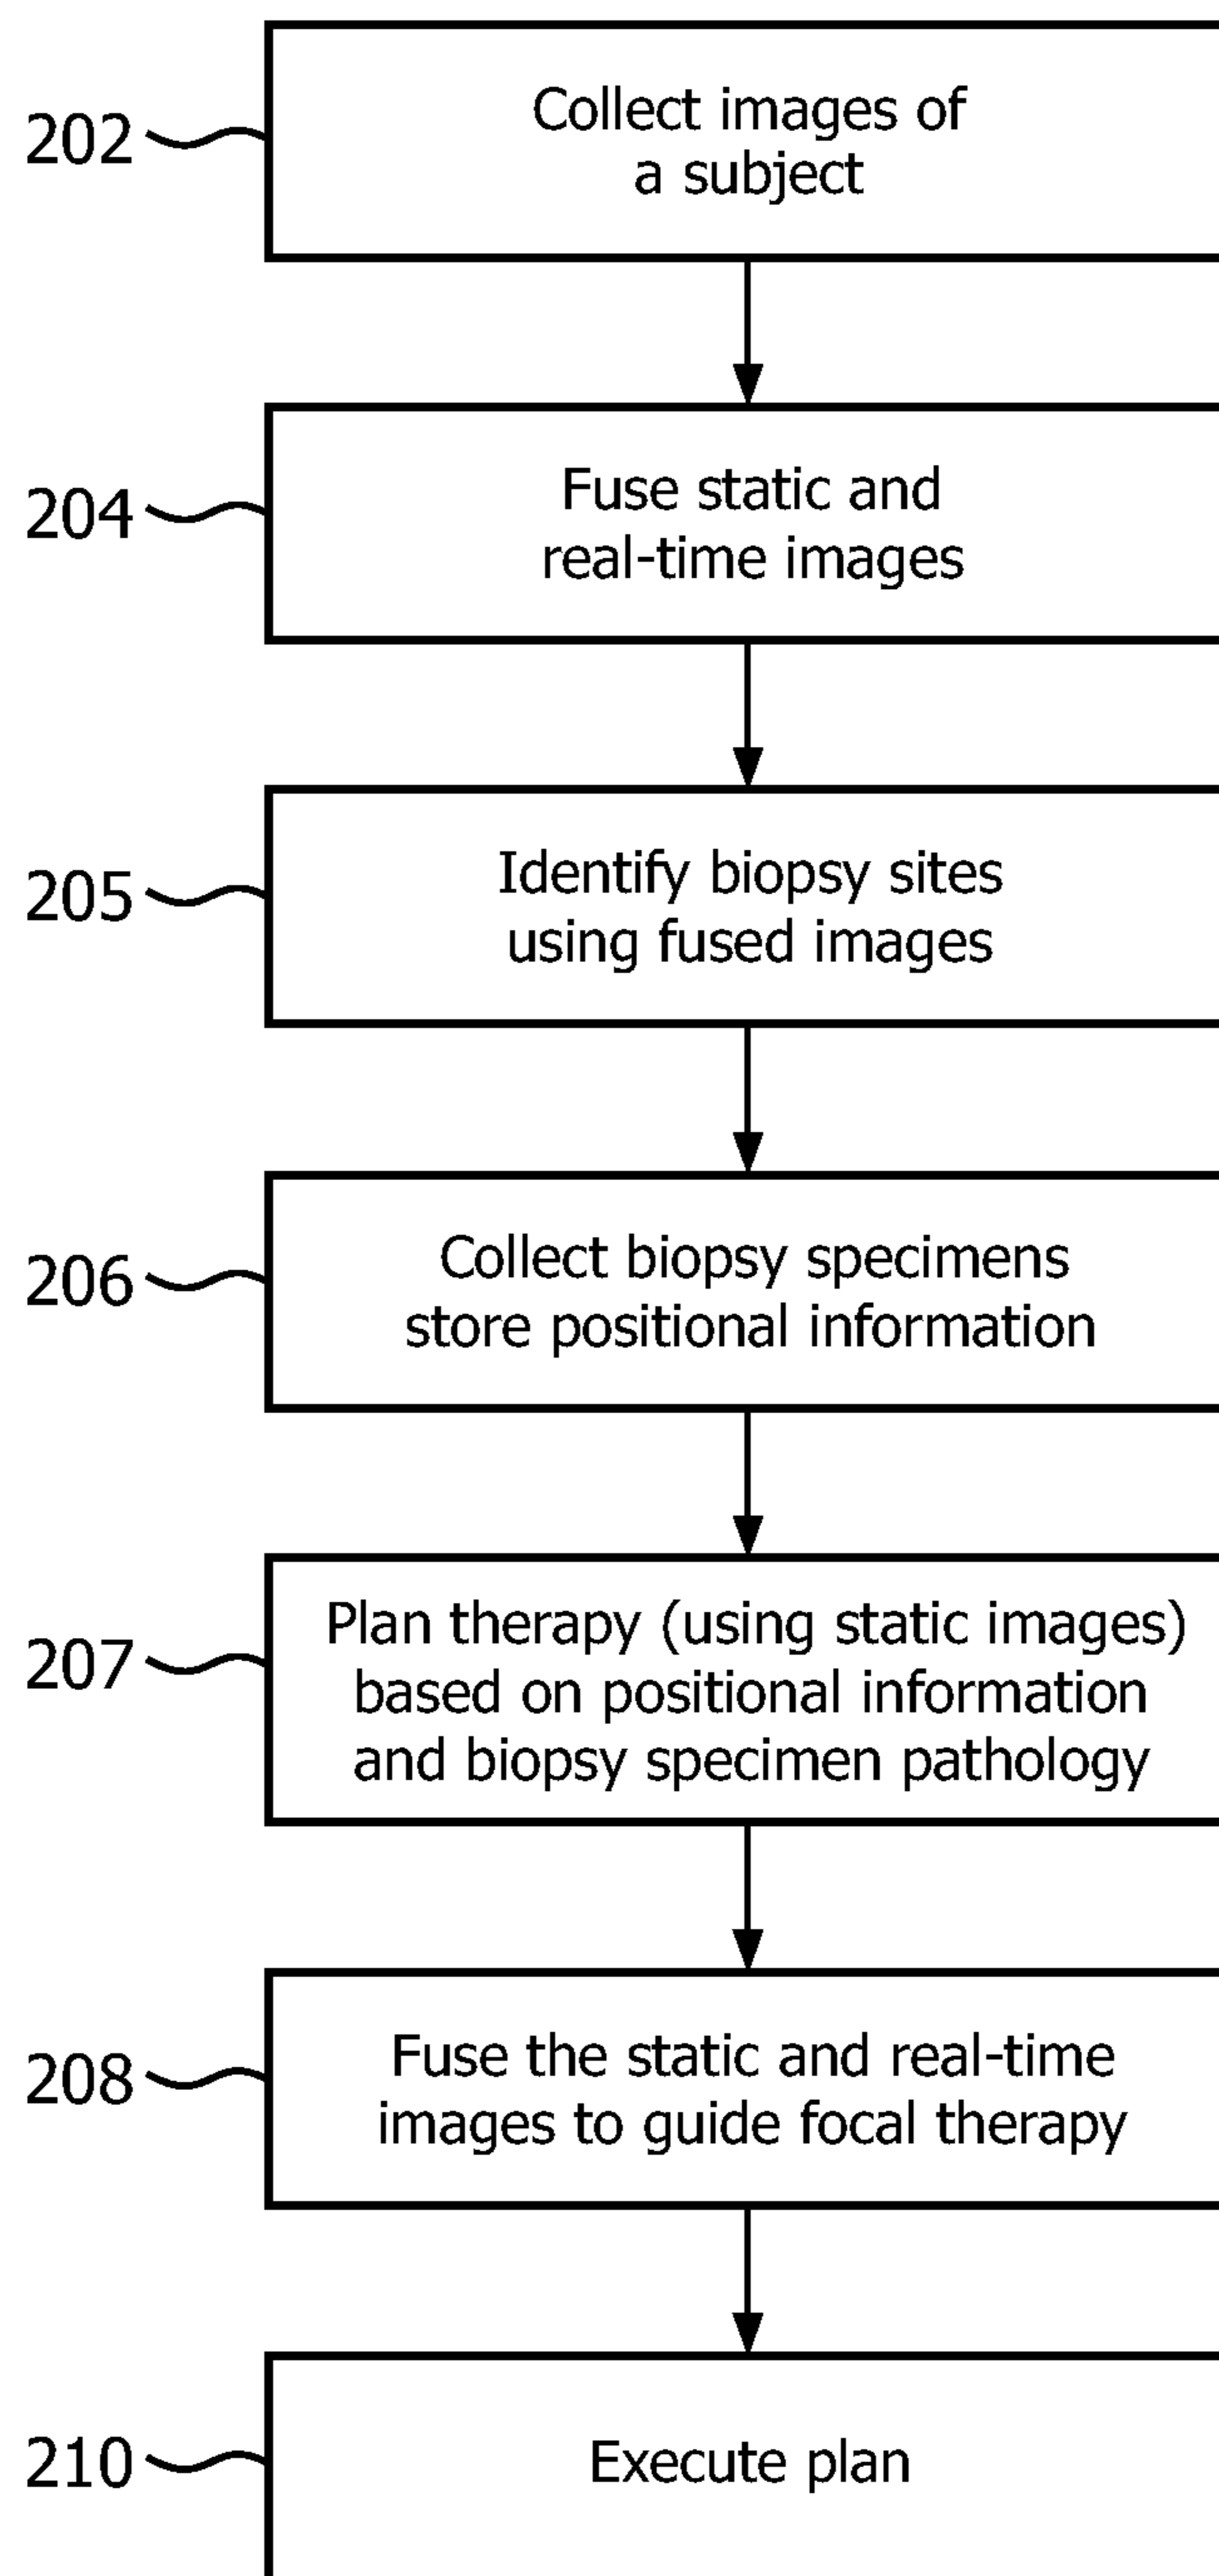 202
Collect images of
a subject
204
Fuse static and
real-time images
205
Identify biopsy sites
using fused images
206
Collect biopsy specimens
store positional information
207
Plan therapy (using static images)
based on positional information
and biopsy specimen pathology
208
Fuse the static and real-time
images to guide focal therapy
210
Execute plan